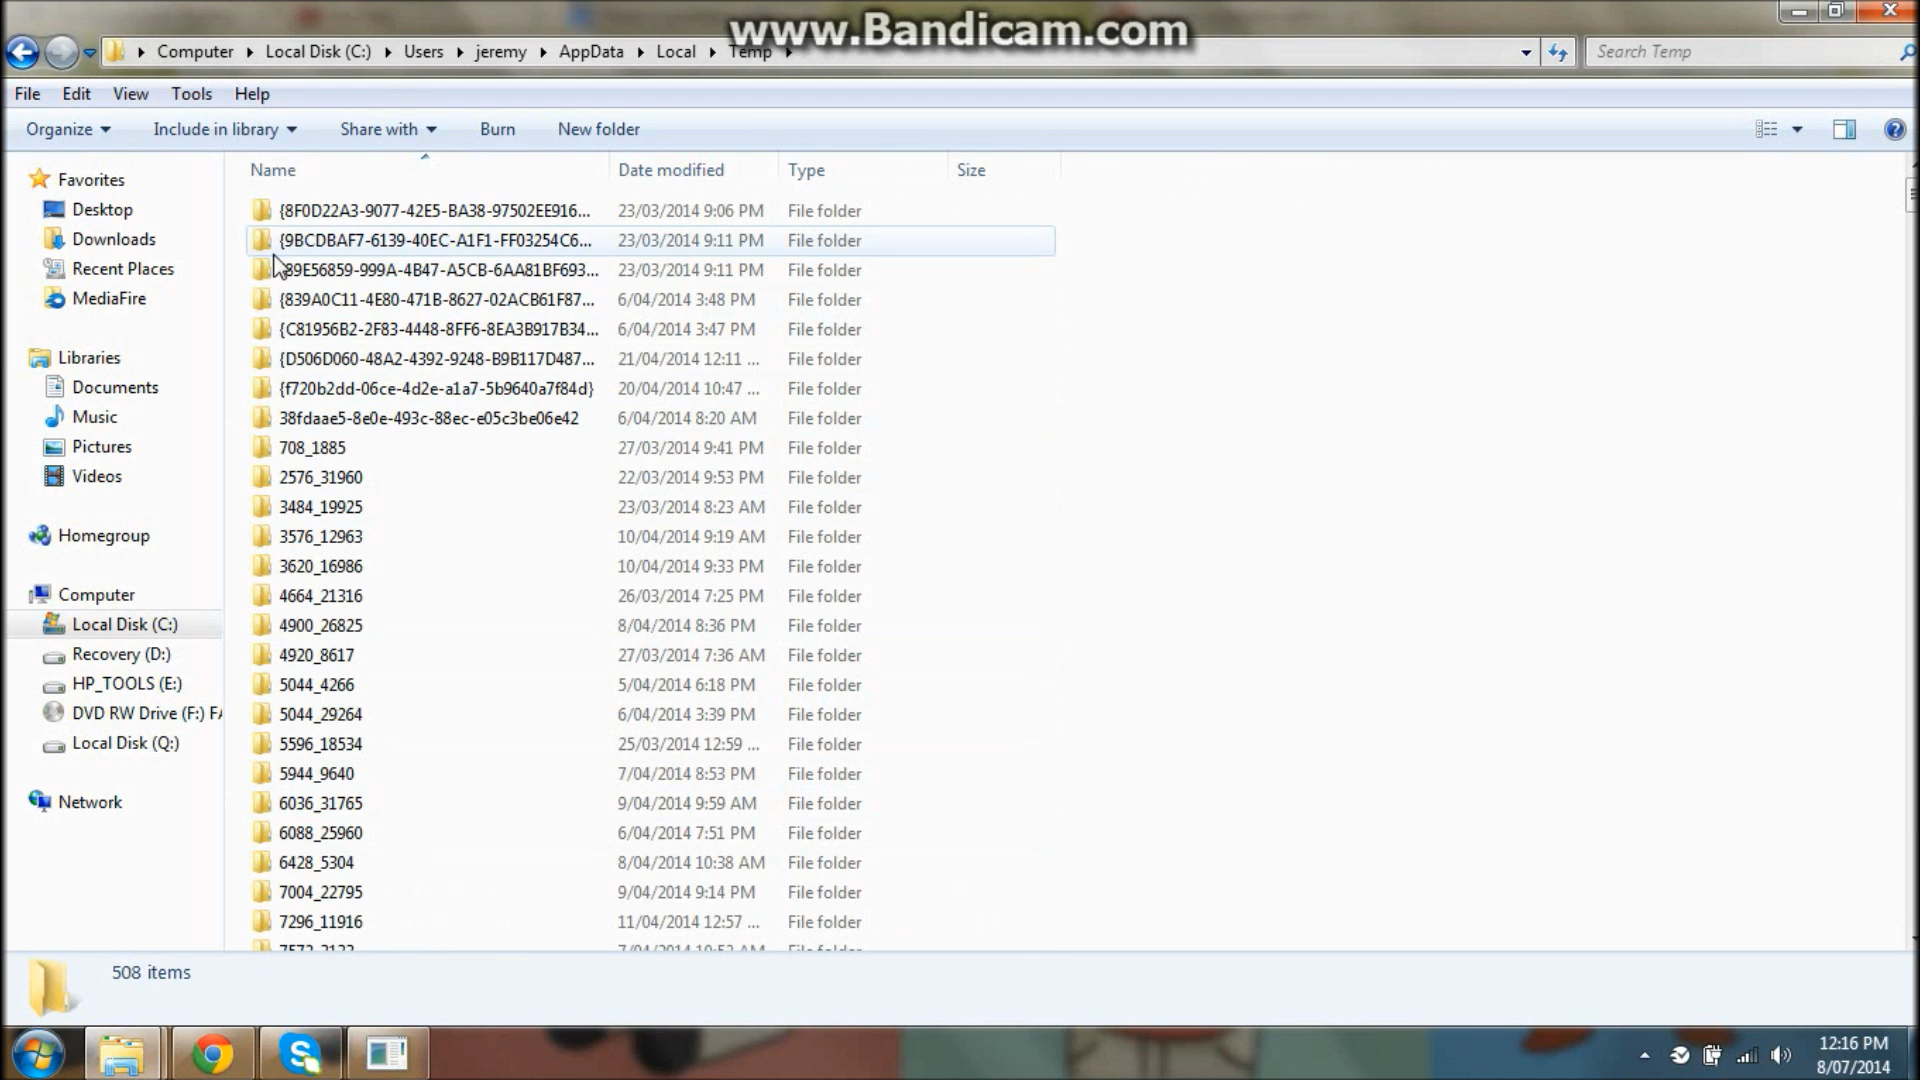 www.Bandicam.com
Computer Local Disk (C:) Users jeremy AppData Local Temp
Search Temp
File Edit View Tools Help
Organize Include in library Share with Burn New folder
Name Date modified Type Size
Favorites
Desktop
Downloads
Recent Places
MediaFire
Libraries
Documents
Music
Pictures
Videos
Homegroup
Computer
Local Disk (C:)
Recovery (D:)
HP_TOOLS (E:)
DVD RW Drive (F:) FA
Local Disk (Q:)
Network
{8F0D22A3-9077-42E5-BA38-97502EE916... 23/03/2014 9:06 PM File folder
{9BCDBAF7-6139-40EC-A1F1-FF03254C6... 23/03/2014 9:11 PM File folder
89E56859-999A-4B47-A5CB-6AA81BF693... 23/03/2014 9:11 PM File folder
{839A0C11-4E80-471B-8627-02ACB61F87... 6/04/2014 3:48 PM File folder
{C81956B2-2F83-4448-8FF6-8EA3B917B34... 6/04/2014 3:47 PM File folder
{D506D060-48A2-4392-9248-B9B117D487... 21/04/2014 12:11 ... File folder
{f720b2dd-06ce-4d2e-a1a7-5b9640a7f84d} 20/04/2014 10:47 ... File folder
38fdaae5-8e0e-493c-88ec-e05c3be06e42 6/04/2014 8:20 AM File folder
708_1885 27/03/2014 9:41 PM File folder
2576_31960 22/03/2014 9:53 PM File folder
3484_19925 23/03/2014 8:23 AM File folder
3576_12963 10/04/2014 9:19 AM File folder
3620_16986 10/04/2014 9:33 PM File folder
4664_21316 26/03/2014 7:25 PM File folder
4900_26825 8/04/2014 8:36 PM File folder
4920_8617 27/03/2014 7:36 AM File folder
5044_4266 5/04/2014 6:18 PM File folder
5044_29264 6/04/2014 3:39 PM File folder
5596_18534 25/03/2014 12:59 ... File folder
5944_9640 7/04/2014 8:53 PM File folder
6036_31765 9/04/2014 9:59 AM File folder
6088_25960 6/04/2014 7:51 PM File folder
6428_5304 8/04/2014 10:38 AM File folder
7004_22795 9/04/2014 9:14 PM File folder
7296_11916 11/04/2014 12:57 ... File folder
508 items
12:16 PM
8/07/2014